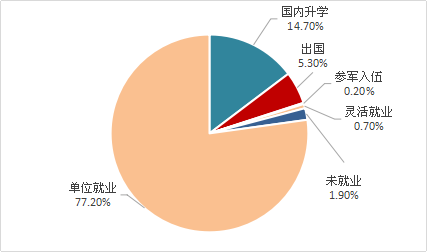 国内升学
14.70%
出国
5.30%
参军入伍
0.20%
灵活就业
0.70%
未就业
1.90%
单位就业
77.20%